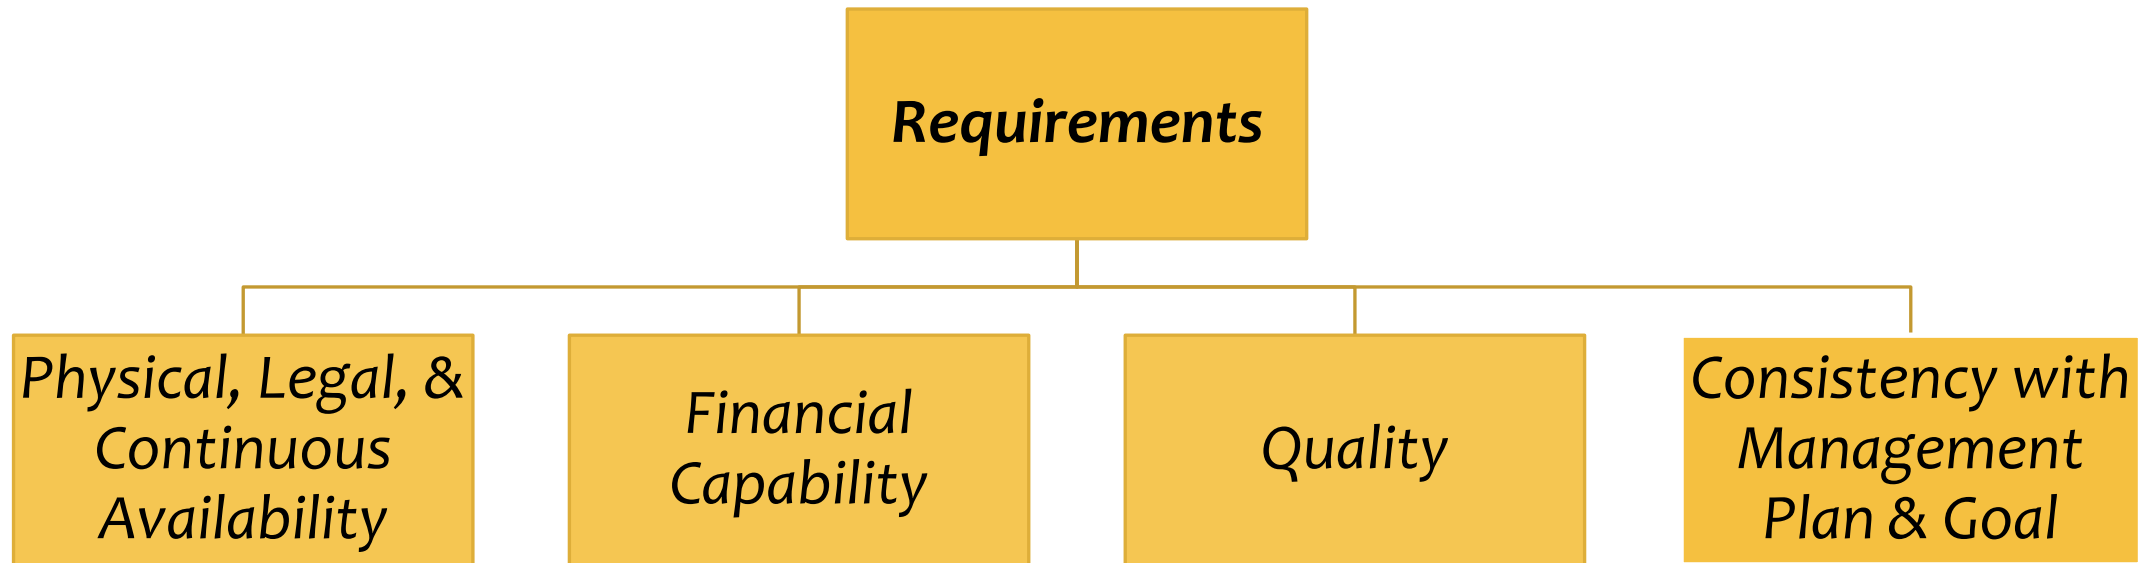 Requirements
Physical, Legal, &
Continuous
Availability
Financial
Capability
Quality
Consistency with
Management
Plan & Goal